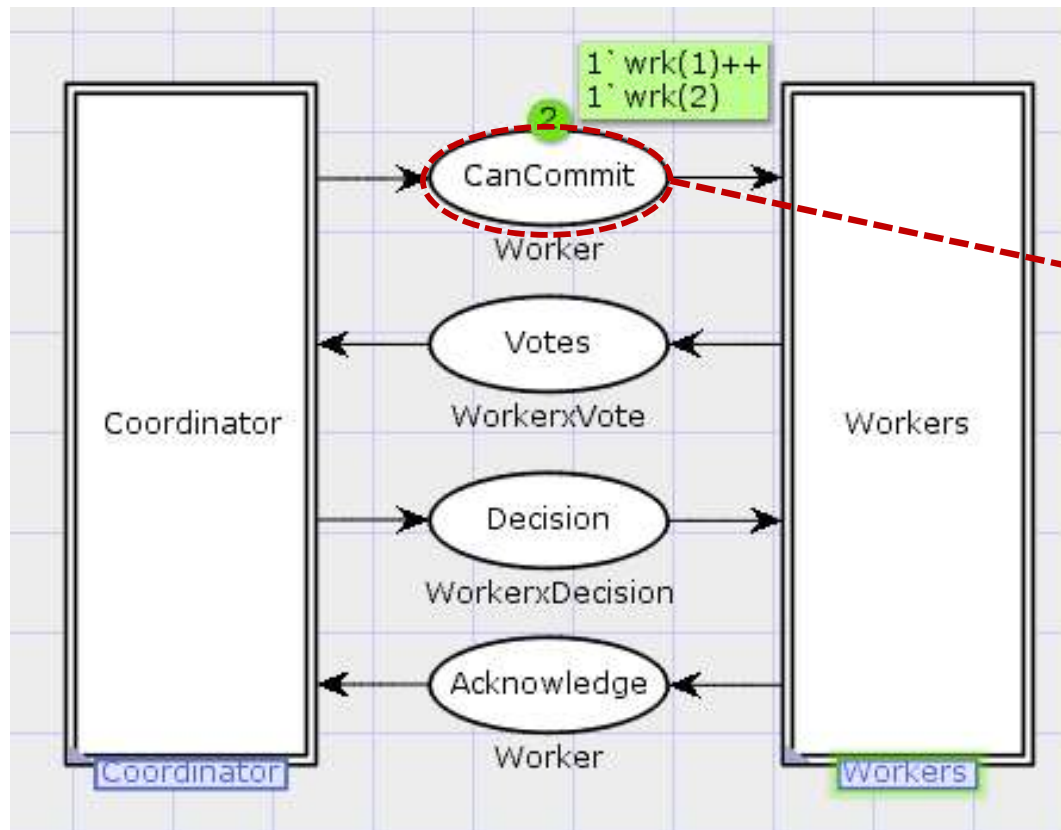 1`wrk(1)++
1`wrk(2)
2
CanCommit
Worker
Votes
WorkerxVote
Coordinator
Workers
Decision
WorkerxDecision
Acknowledge
Worker
Coordinator
Workers